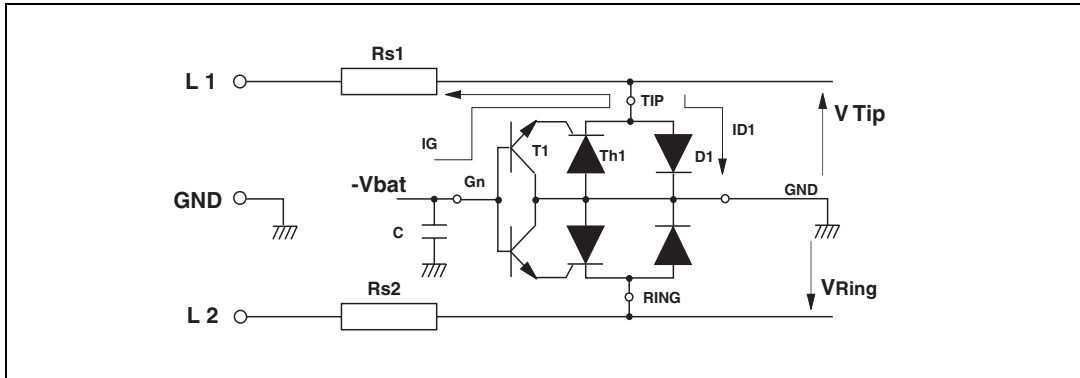 Rs1
L 1
TIP
V Tip
IG
T1
Th1
D1
ID1
-Vbat
Gn
GND
GND
C
Rs2
RING
VRing
L 2